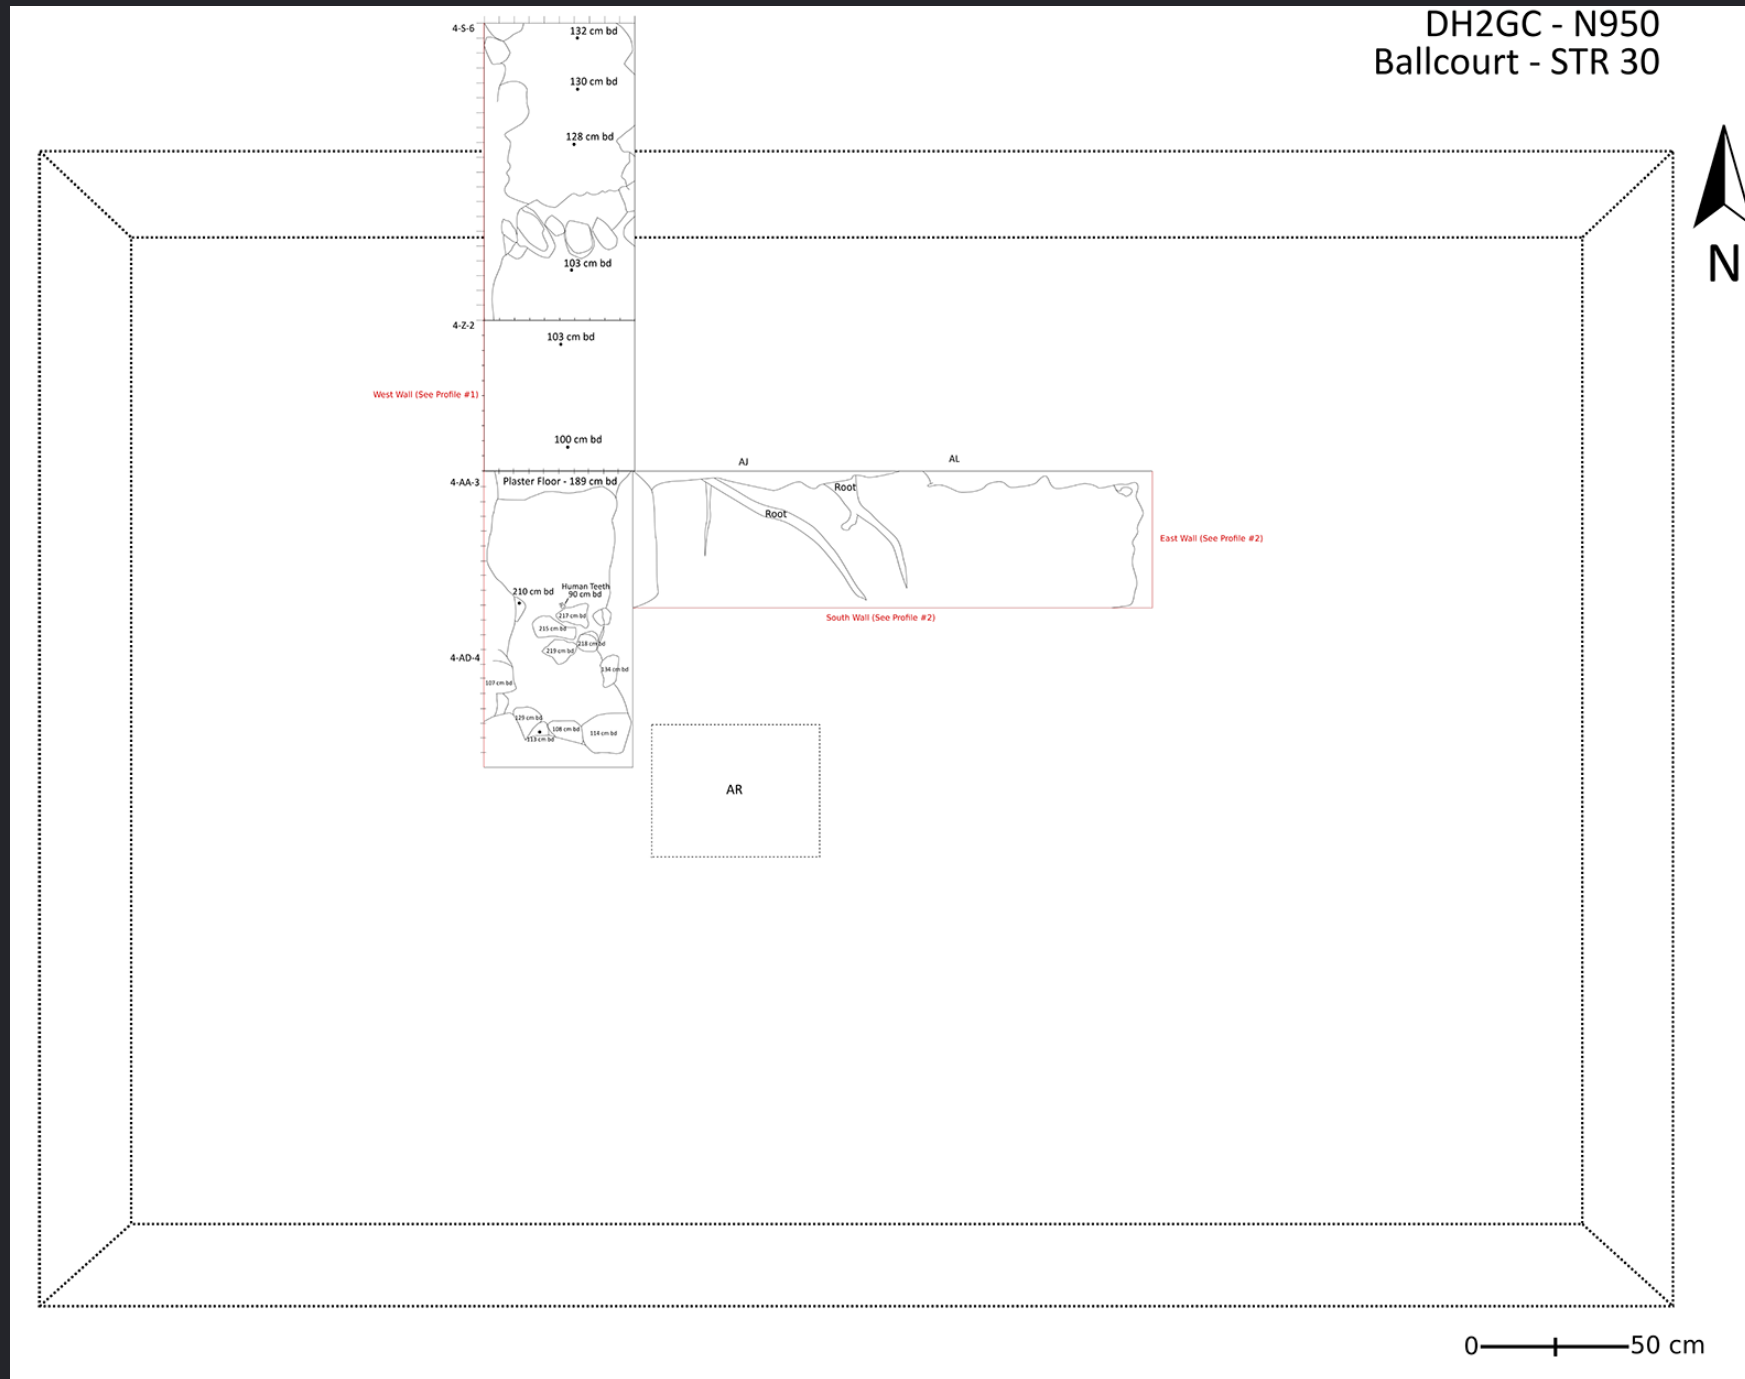 DH2GC - N950
Ballcourt - STR 30
N
4-S-6
132 cm bd
130 cm bd
128 cm bd
103 cm bd
4-Z-2
103 cm bd
West Wall (See Profile #1)
100 cm bd
AJ
AL
4-AA-3
Plaster Floor - 189 cm bd
Root
Root
East Wall (See Profile #2)
210 cm bd
Human Teeth
90 cm bd
217 cm bd
215 cm bd
218 cm bd
219 cm bd
South Wall (See Profile #2)
4-AD-4
134 cm bd
107 cm bd
129 cm bd
108 cm bd
114 cm bd
113 cm bd
AR
0
50 cm